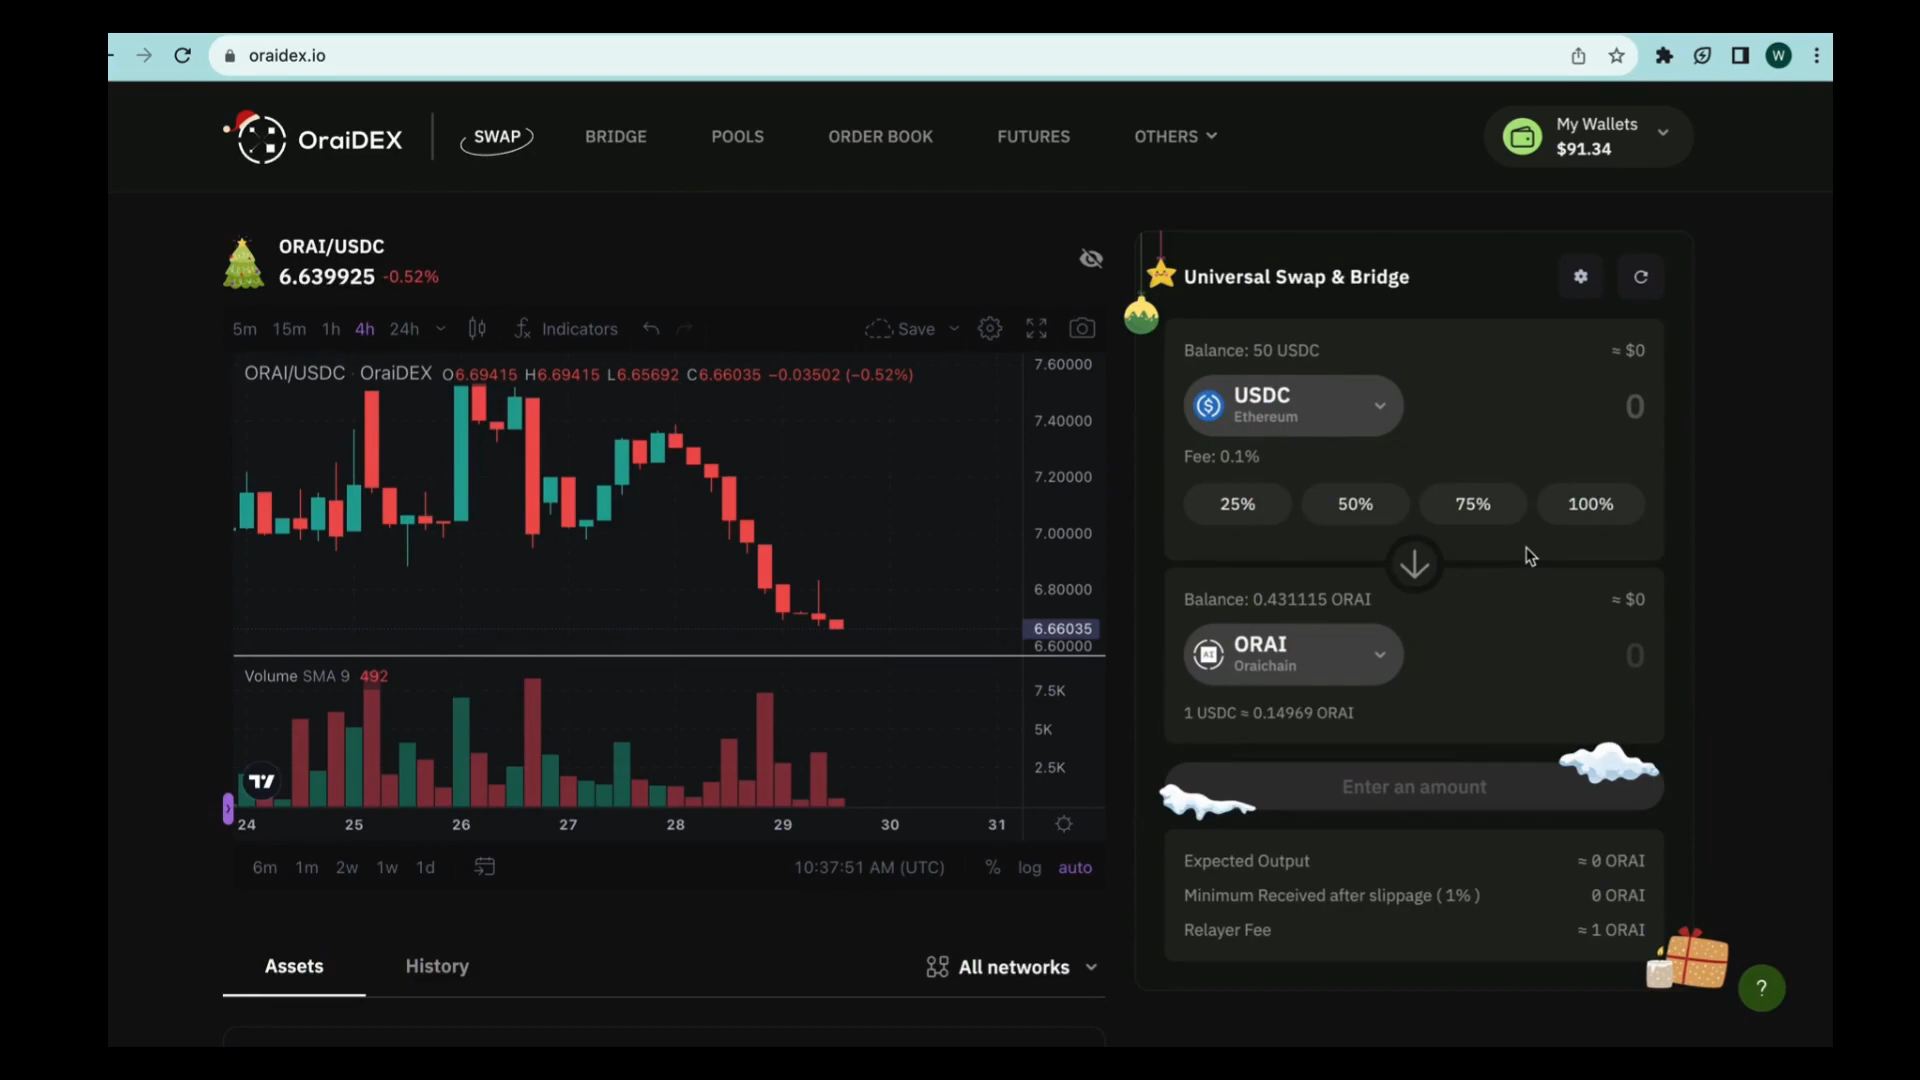 oraidex.io
W
OraiDEX
SWAP
BRIDGE
POOLS
ORDER BOOK
FUTURES
OTHERS
My Wallets
$91.34
ORAI/USDC
6.639925 -0.52%
5m 15m 1h 4h 24h
Indicators
Save
ORAI/USDC · OraiDEX O6.69415 H6.69415 L6.65692 C6.66035 −0.03502 (−0.52%)
7.60000
7.40000
7.20000
7.00000
6.80000
6.66035
6.60000
Volume SMA 9 492
7.5K
5K
2.5K
24 25 26 27 28 29 30 31
6m 1m 2w 1w 1d
10:37:51 AM (UTC)
% log auto
Assets
History
All networks
Universal Swap & Bridge
Balance: 50 USDC
≈ $0
USDC
Ethereum
0
Fee: 0.1%
25% 50% 75% 100%
Balance: 0.431115 ORAI
≈ $0
AI
ORAI
Oraichain
0
1 USDC ≈ 0.14969 ORAI
Enter an amount
Expected Output ≈ 0 ORAI
Minimum Received after slippage ( 1% ) 0 ORAI
Relayer Fee ≈ 1 ORAI
?